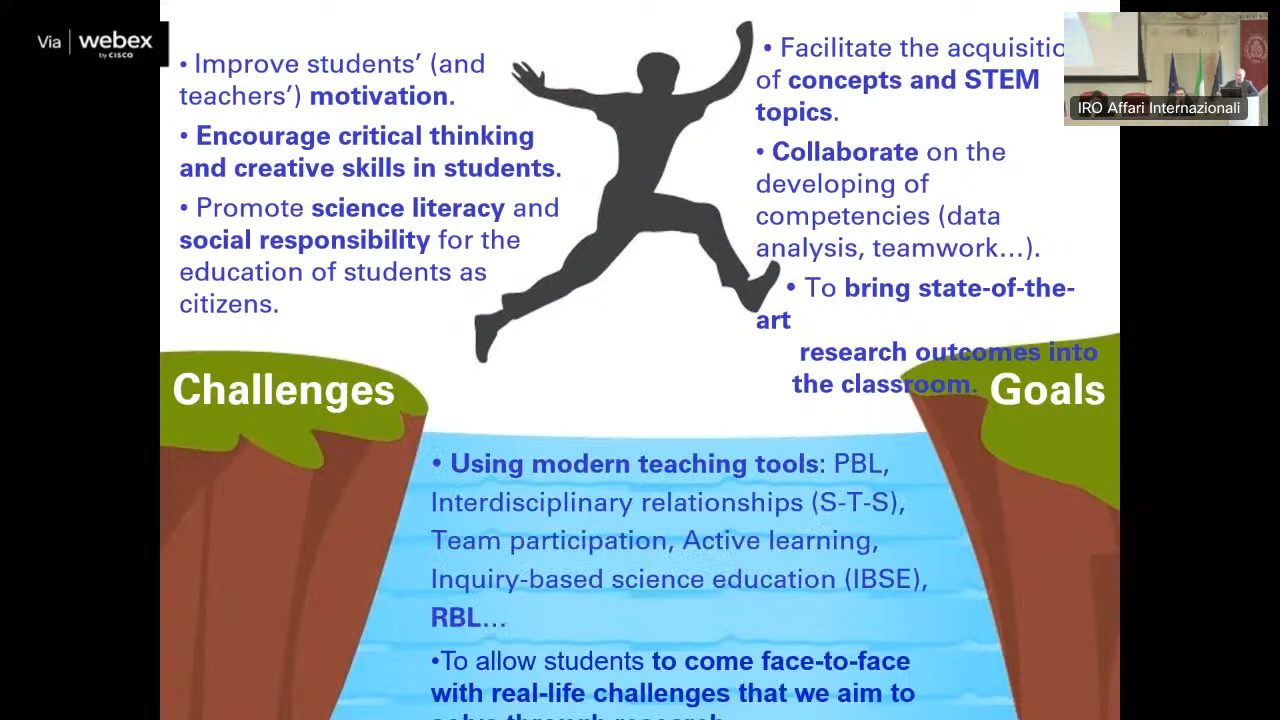 Via webex
by CISCO
• Improve students’ (and
teachers’) motivation.
• Encourage critical thinking
and creative skills in students.
• Promote science literacy and
social responsibility for the
education of students as
citizens.
• Facilitate the acquisitio
of concepts and STEM
topics.
• Collaborate on the
developing of
competencies (data
analysis, teamwork…).
• To bring state-of-the-
art
research outcomes into
the classroom.
IRO Affari Internazionali
Challenges
Goals
• Using modern teaching tools: PBL,
Interdisciplinary relationships (S-T-S),
Team participation, Active learning,
Inquiry-based science education (IBSE),
RBL…
•To allow students to come face-to-face
with real-life challenges that we aim to
solve through research